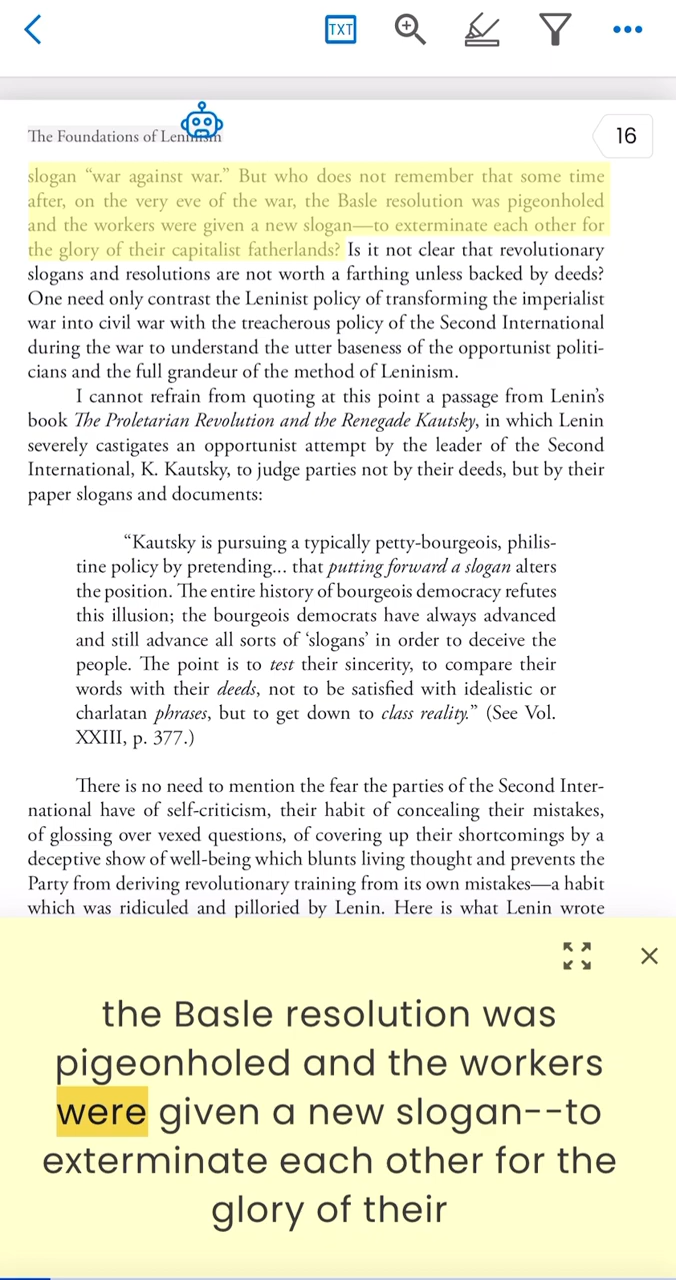 TXT
The Foundations of Leninism
16
slogan “war against war.” But who does not remember that some time
after, on the very eve of the war, the Basle resolution was pigeonholed
and the workers were given a new slogan—to exterminate each other for
the glory of their capitalist fatherlands? Is it not clear that revolutionary
slogans and resolutions are not worth a farthing unless backed by deeds?
One need only contrast the Leninist policy of transforming the imperialist
war into civil war with the treacherous policy of the Second International
during the war to understand the utter baseness of the opportunist politi-
cians and the full grandeur of the method of Leninism.
I cannot refrain from quoting at this point a passage from Lenin’s
book The Proletarian Revolution and the Renegade Kautsky, in which Lenin
severely castigates an opportunist attempt by the leader of the Second
International, K. Kautsky, to judge parties not by their deeds, but by their
paper slogans and documents:
“Kautsky is pursuing a typically petty-bourgeois, philis-
tine policy by pretending... that putting forward a slogan alters
the position. The entire history of bourgeois democracy refutes
this illusion; the bourgeois democrats have always advanced
and still advance all sorts of ‘slogans’ in order to deceive the
people. The point is to test their sincerity, to compare their
words with their deeds, not to be satisfied with idealistic or
charlatan phrases, but to get down to class reality.” (See Vol.
XXIII, p. 377.)
There is no need to mention the fear the parties of the Second Inter-
national have of self-criticism, their habit of concealing their mistakes,
of glossing over vexed questions, of covering up their shortcomings by a
deceptive show of well-being which blunts living thought and prevents the
Party from deriving revolutionary training from its own mistakes—a habit
which was ridiculed and pilloried by Lenin. Here is what Lenin wrote
the Basle resolution was
pigeonholed and the workers
were given a new slogan--to
exterminate each other for the
glory of their